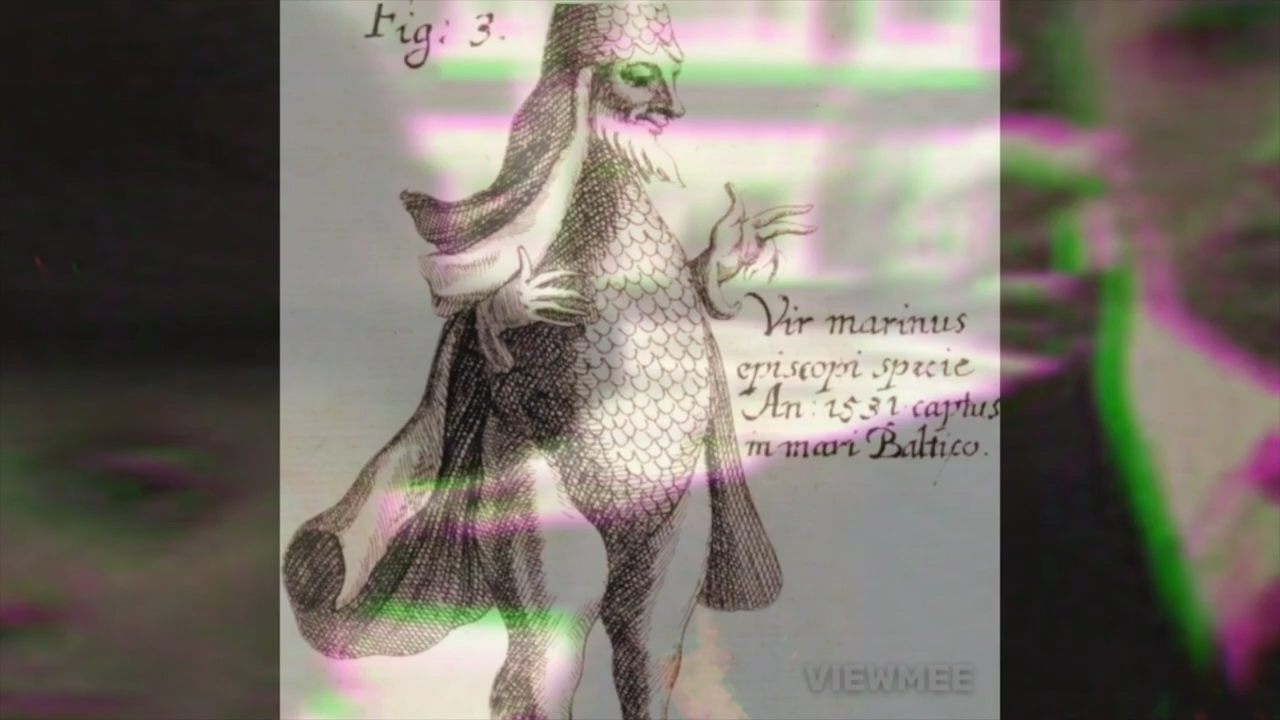 Fig: 3.
Vir marinus
episcopi specie
An: 1531 captus
in mari Baltico.
VIEWMEE